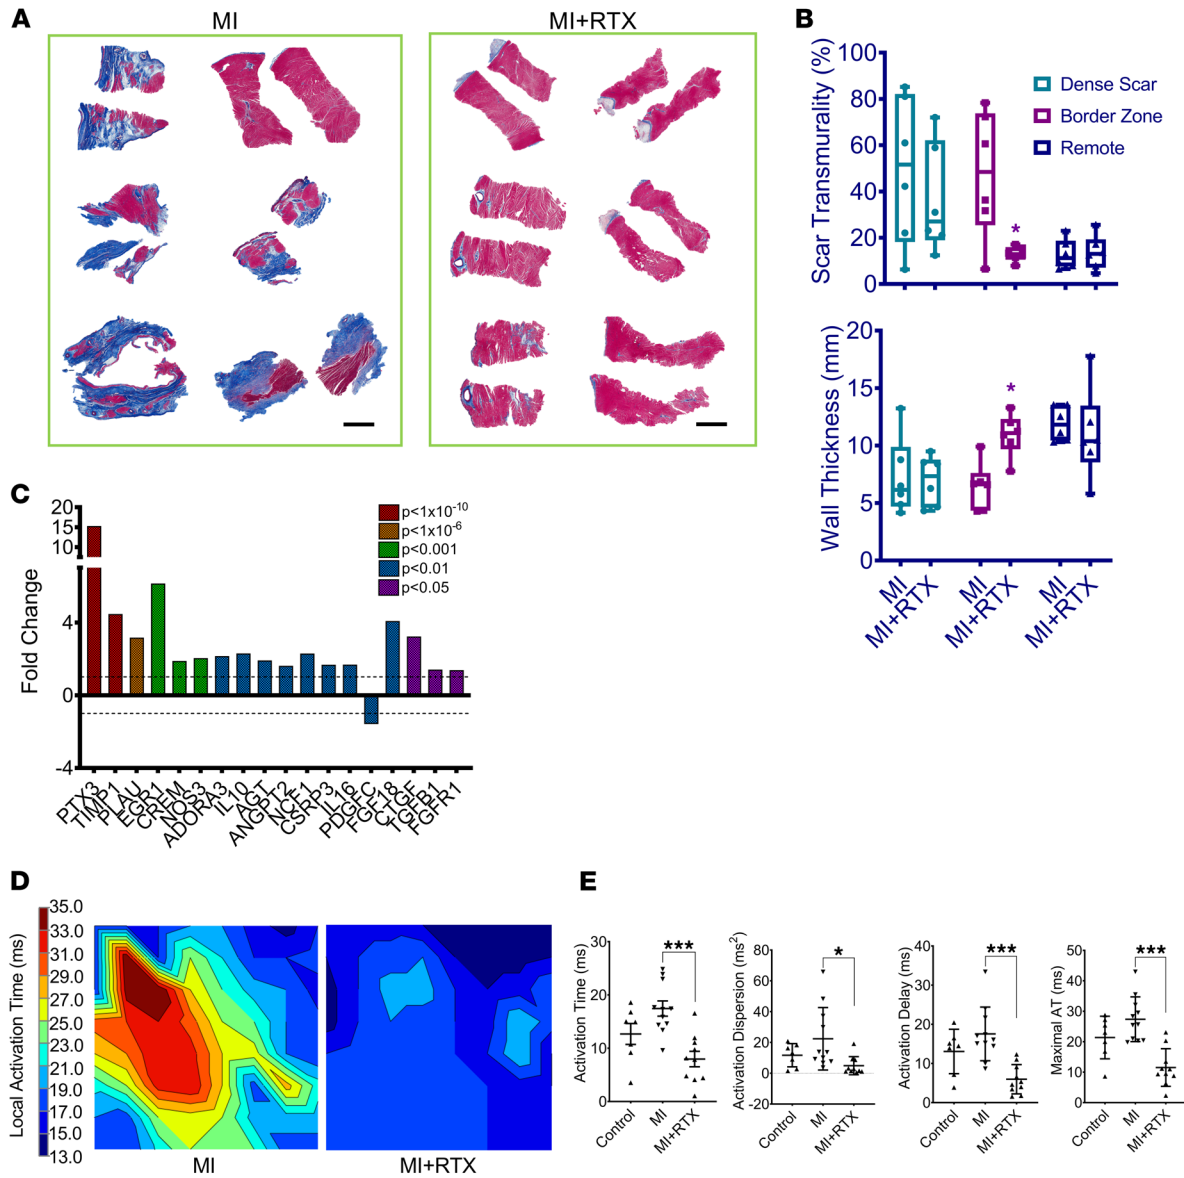 A
MI
MI+RTX
B
Scar Transmurality (%)
100
80
60
40
20
0
Dense Scar
Border Zone
Remote
*
Wall Thickness (mm)
20
15
10
5
0
*
MI
MI+RTX
MI
MI+RTX
MI
MI+RTX
C
Fold Change
20
15
10
4
0
-4
p<1x10⁻¹⁰
p<1x10⁻⁶
p<0.001
p<0.01
p<0.05
PTX3
TIMP1
PLAU
EGR1
CREM
NOS3
ADORA3
IL10
AGT
ANGPT2
NCF1
CSRP3
IL16
PDGFC
FGF18
CTGF
TGFB1
FGFR1
D
Local Activation Time (ms)
35.0
33.0
31.0
29.0
27.0
25.0
23.0
21.0
19.0
17.0
15.0
13.0
MI
MI+RTX
E
Activation Time (ms)
30
20
10
0
***
Control
MI
MI+RTX
Activation Dispersion (ms²)
80
60
40
20
0
-20
*
Control
MI
MI+RTX
Activation Delay (ms)
40
30
20
10
0
***
Control
MI
MI+RTX
Maximal AT (ms)
50
40
30
20
10
0
***
Control
MI
MI+RTX